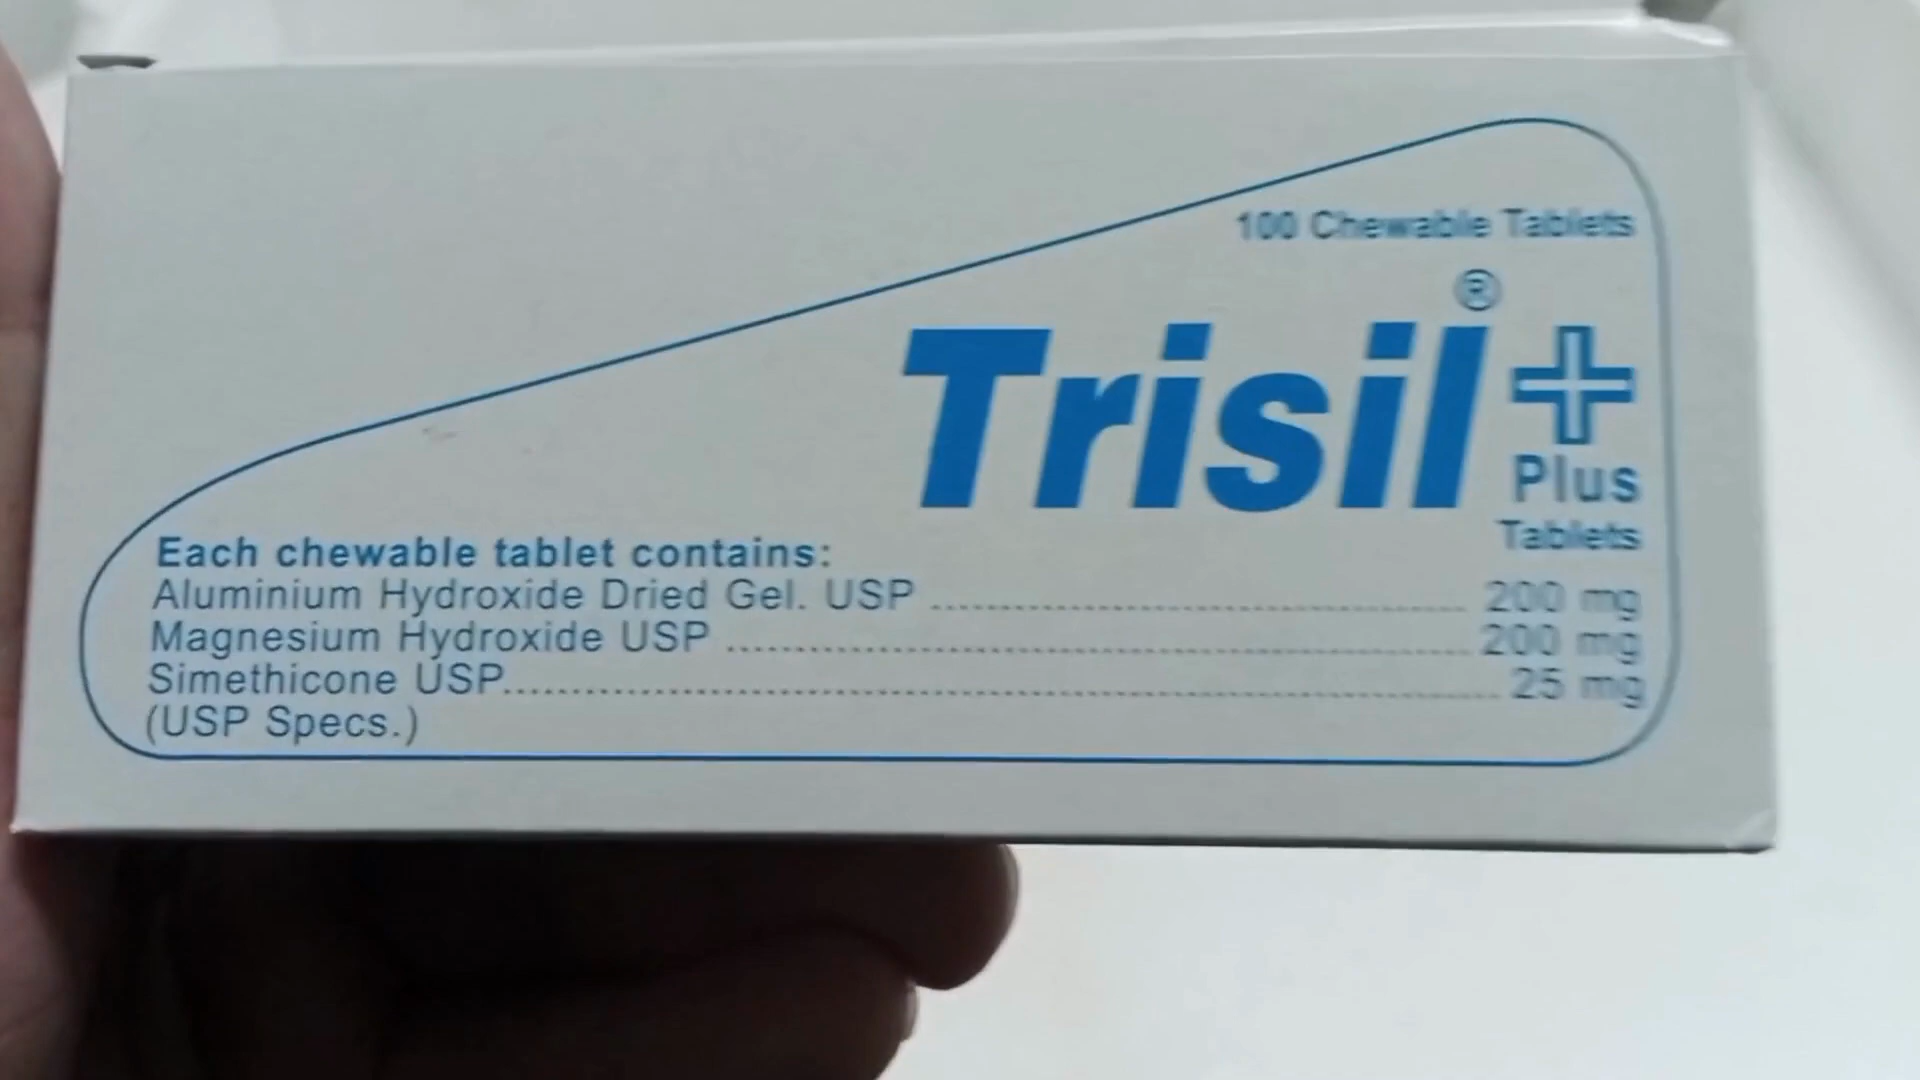 100 Chewable Tablets
Trisil®+
Plus
Tablets
Each chewable tablet contains:
Aluminium Hydroxide Dried Gel. USP ........................ 200 mg
Magnesium Hydroxide USP ........................ 200 mg
Simethicone USP........................ 25 mg
(USP Specs.)